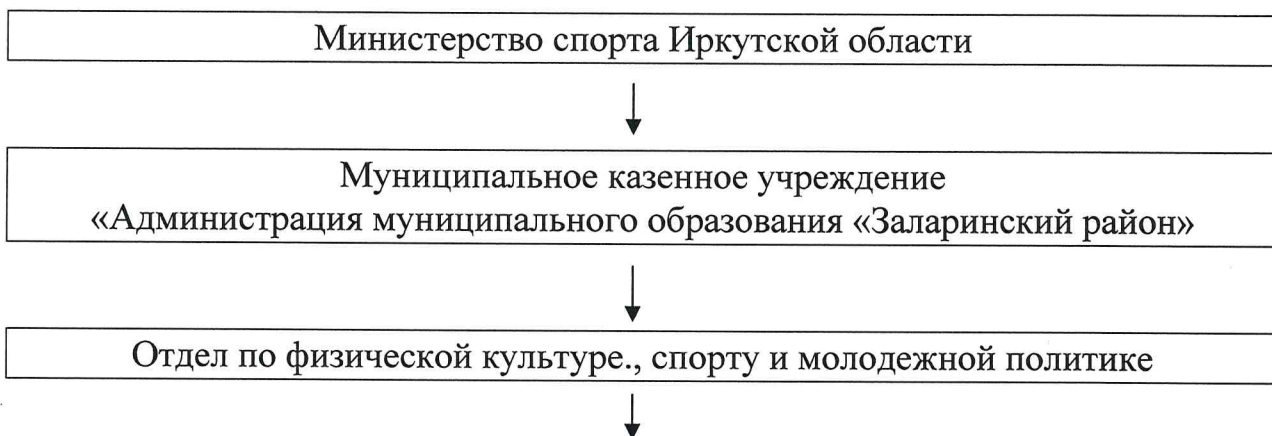 Министерство спорта Иркутской области
Муниципальное казенное учреждение
«Администрация муниципального образования «Заларинский район»
Отдел по физической культуре., спорту и молодежной политике